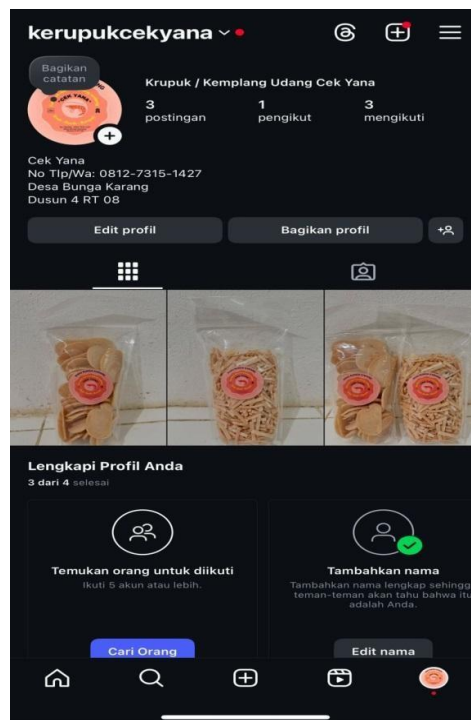 kerupukcekyana
Bagikan
catatan
"CEK YANA"
Krupuk / Kemplang Udang Cek Yana
3 1 3
postingan pengikut mengikuti
Cek Yana
No Tlp/Wa: 0812-7315-1427
Desa Bunga Karang
Dusun 4 RT 08
Edit profil Bagikan profil
Lengkapi Profil Anda
3 dari 4 selesai
Temukan orang untuk diikuti
Ikuti 5 akun atau lebih.
Cari Orang
Tambahkan nama
Tambahkan nama lengkap sehingg
teman-teman akan tahu bahwa itu
adalah Anda.
Edit nama